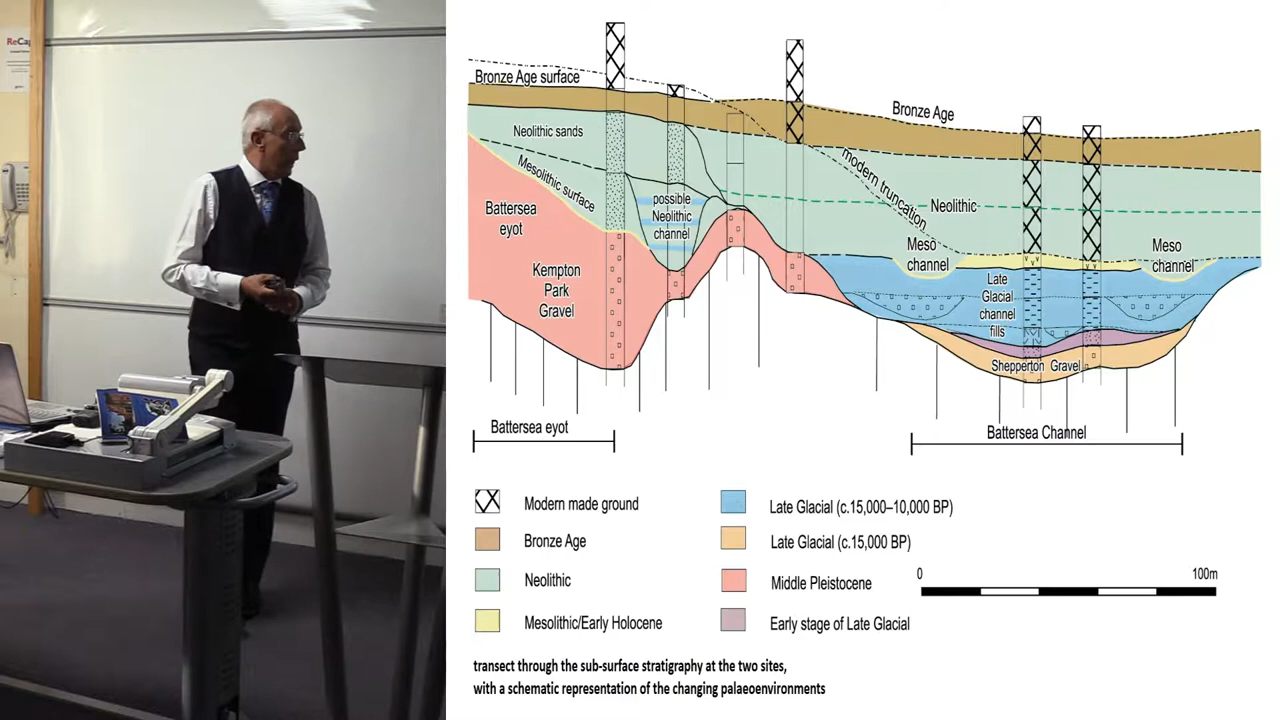 ReCap
Bronze Age surface
Bronze Age
Neolithic sands
Mesolithic surface
modern truncation
Battersea
eyot
possible
Neolithic
channel
Neolithic
Kempton
Park
Gravel
Meso
channel
Meso
channel
Late
Glacial
channel
fills
Shepperton Gravel
Battersea eyot
Battersea Channel
Modern made ground
Bronze Age
Neolithic
Mesolithic/Early Holocene
Late Glacial (c.15,000–10,000 BP)
Late Glacial (c.15,000 BP)
Middle Pleistocene
Early stage of Late Glacial
0 100m
transect through the sub-surface stratigraphy at the two sites,
with a schematic representation of the changing palaeoenvironments